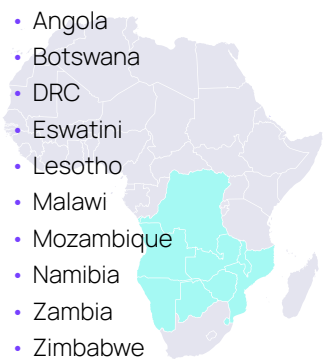 • Angola
• Botswana
• DRC
• Eswatini
• Lesotho
• Malawi
• Mozambique
• Namibia
• Zambia
• Zimbabwe